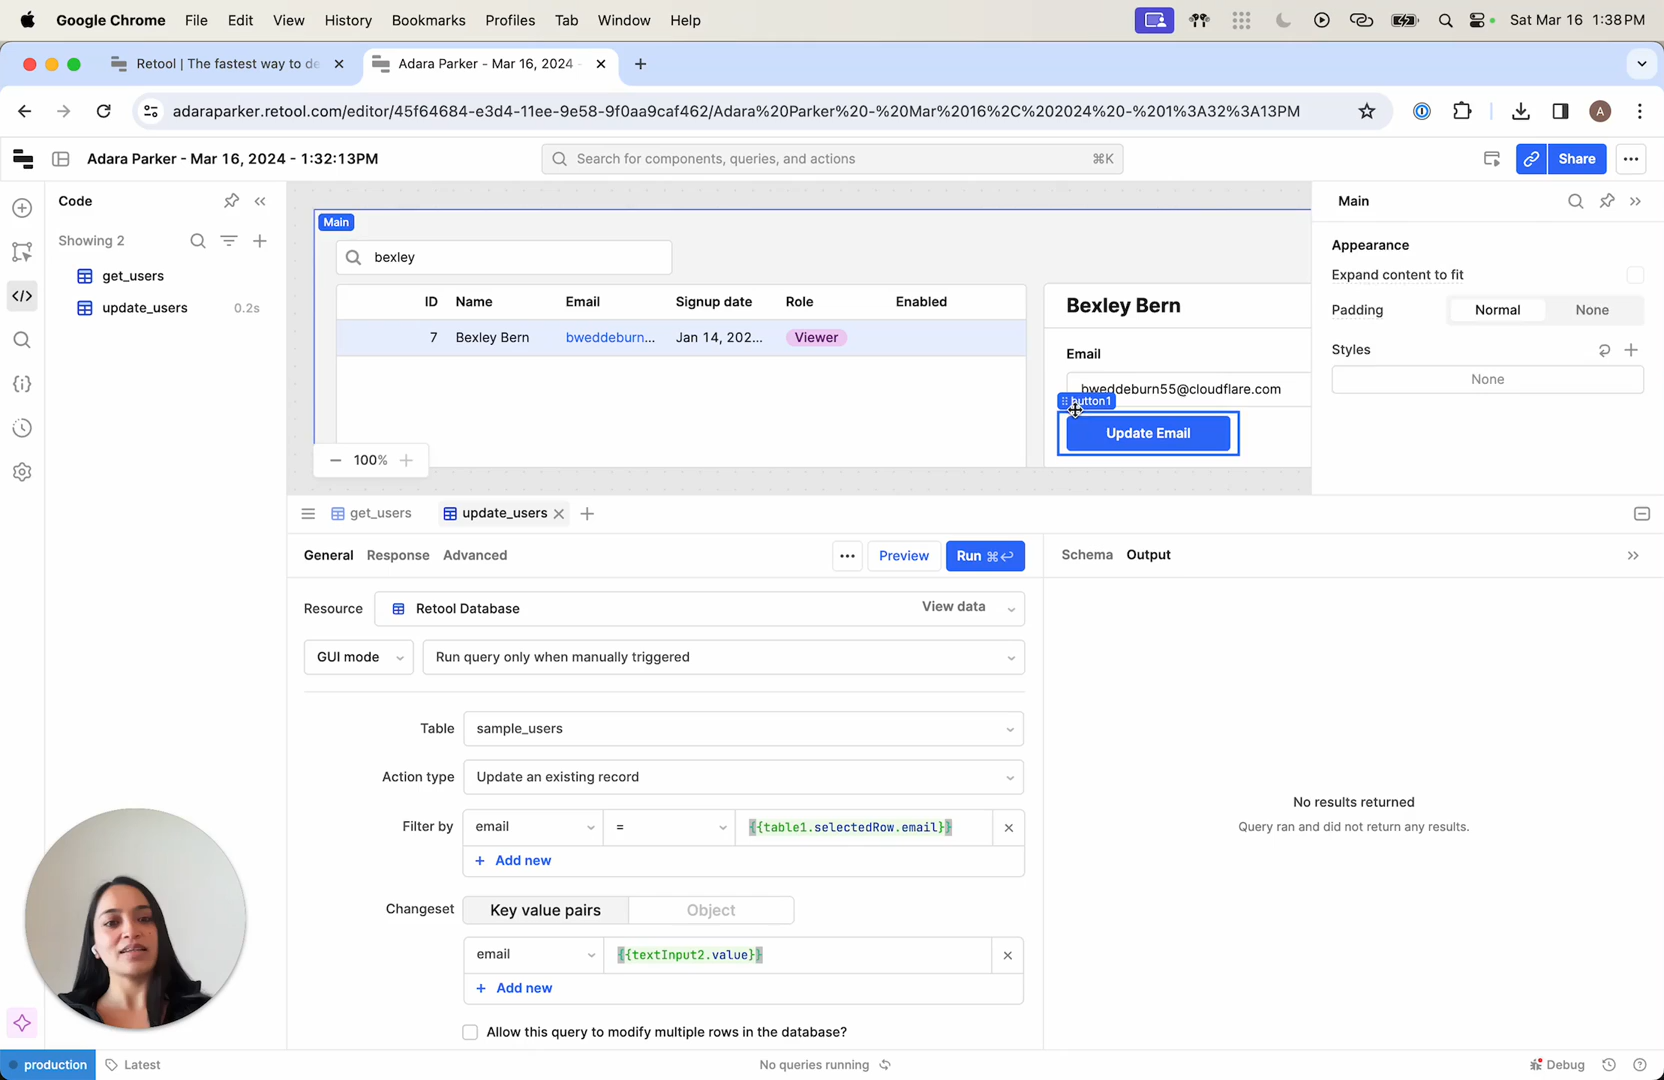 Google Chrome File Edit View History Bookmarks Profiles Tab Window Help Sat Mar 16 1:38 PM
Retool | The fastest way to de
Adara Parker - Mar 16, 2024 -
adaraparker.retool.com/editor/45f64684-e3d4-11ee-9e58-9f0aa9caf462/Adara%20Parker%20-%20Mar%2016%2C%202024%20-%201%3A32%3A13PM
A
Adara Parker - Mar 16, 2024 - 1:32:13PM
Search for components, queries, and actions ⌘K
Share
Code
Showing 2
get_users
update_users 0.2s
Main
bexley
ID Name Email Signup date Role Enabled
7 Bexley Bern bweddeburn... Jan 14, 202... Viewer
Bexley Bern
Email
bweddeburn55@cloudflare.com
button1
Update Email
100%
Main
Appearance
Expand content to fit
Padding Normal None
Styles
None
get_users update_users
General Response Advanced
Preview Run ⌘
Schema Output
Resource Retool Database View data
GUI mode Run query only when manually triggered
Table sample_users
Action type Update an existing record
Filter by email = {{table1.selectedRow.email}}
+ Add new
Changeset Key value pairs Object
email {{textInput2.value}}
+ Add new
Allow this query to modify multiple rows in the database?
No results returned
Query ran and did not return any results.
production Latest No queries running Debug